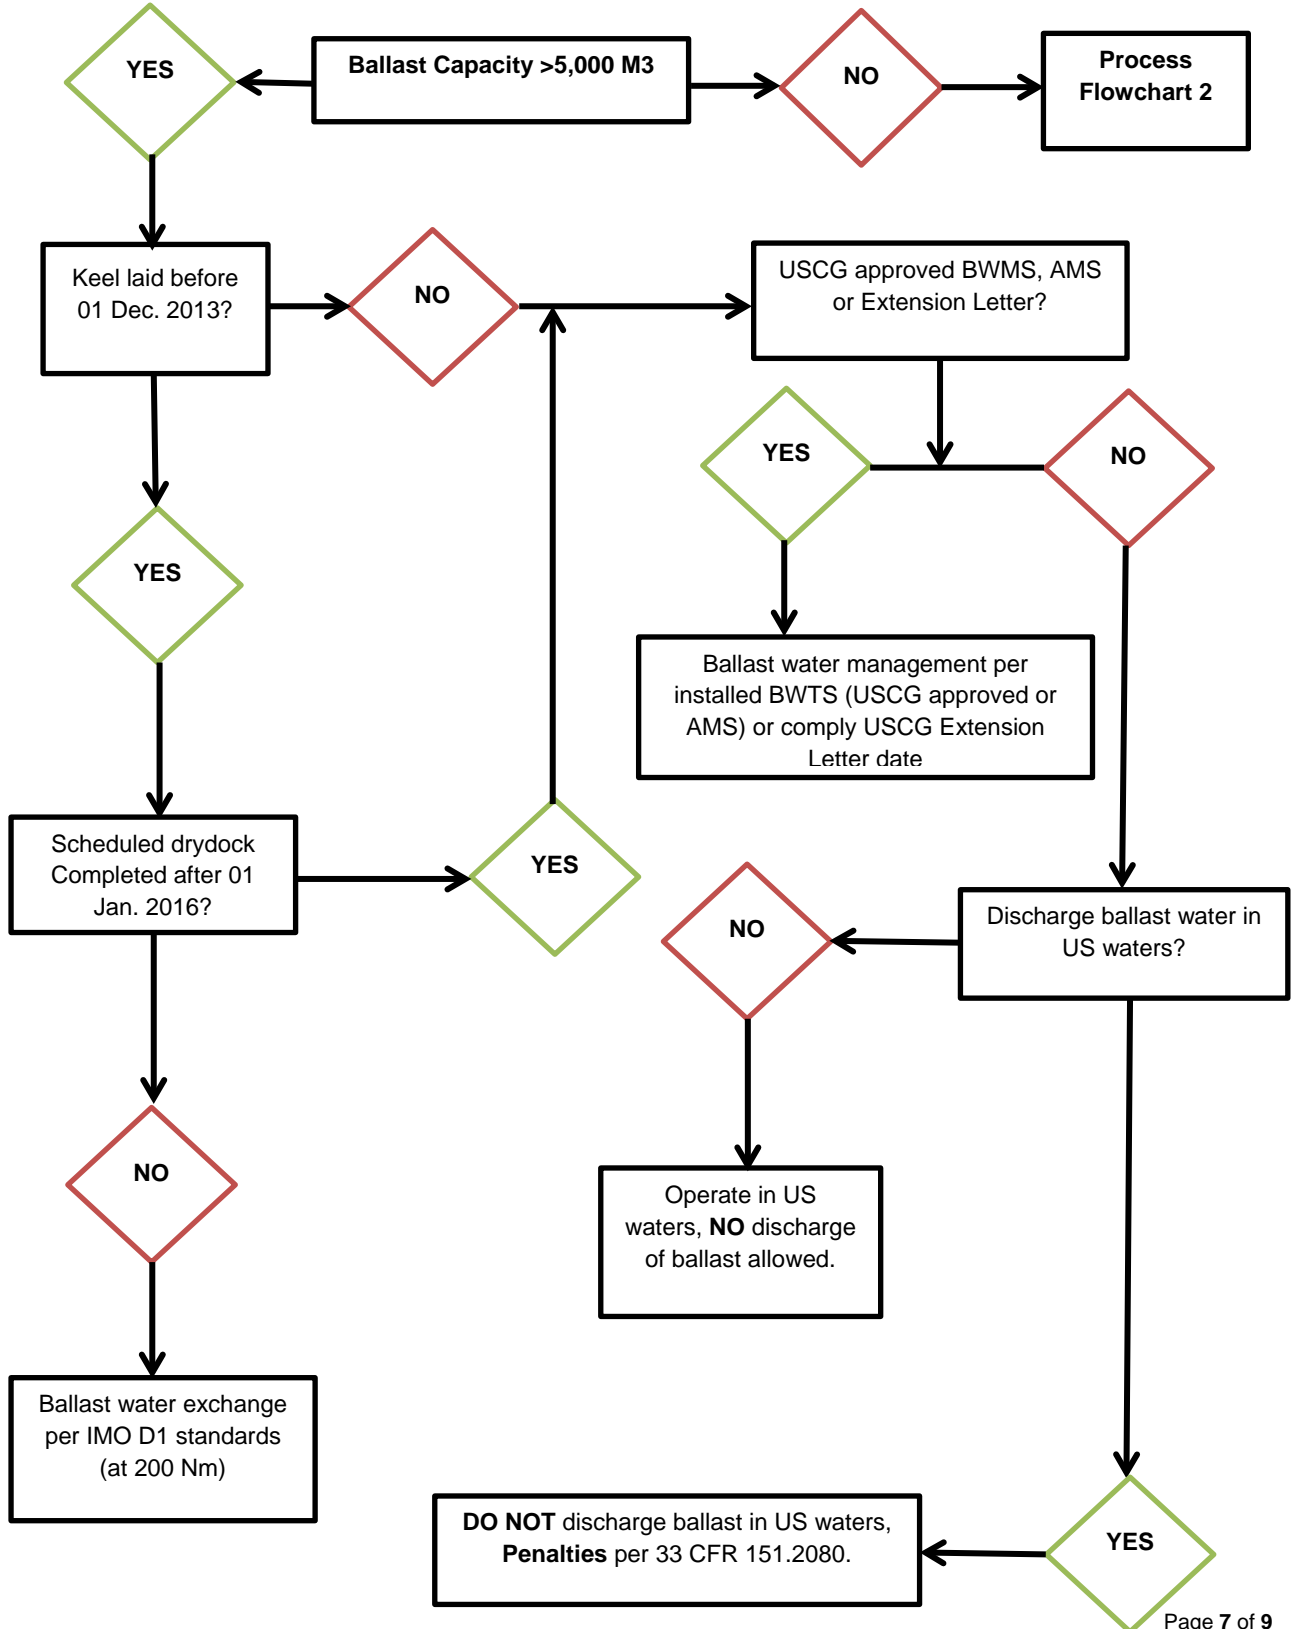 YES
Ballast Capacity >5,000 M3
NO
Process
Flowchart 2
Keel laid before
01 Dec. 2013?
NO
USCG approved BWMS, AMS
or Extension Letter?
YES
NO
YES
Ballast water management per
installed BWTS (USCG approved or
AMS) or comply USCG Extension
Letter date
Scheduled drydock
Completed after 01
Jan. 2016?
YES
NO
Discharge ballast water in
US waters?
NO
Operate in US
waters, NO discharge
of ballast allowed.
Ballast water exchange
per IMO D1 standards
(at 200 Nm)
DO NOT discharge ballast in US waters,
Penalties per 33 CFR 151.2080.
YES
Page 7 of 9